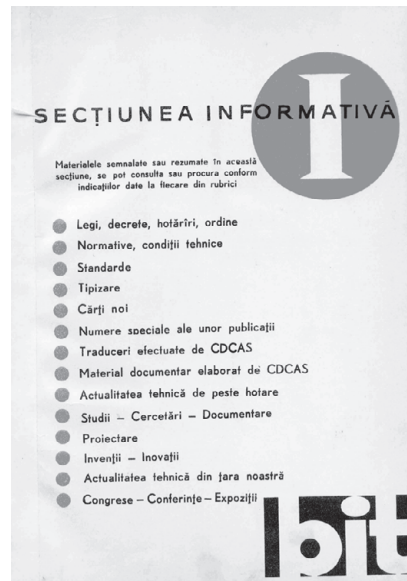 SECȚIUNEA INFORMATIVĂ
I
Materialele semnalate sau rezumate în această
secțiune, se pot consulta sau procura conform
indicațiilor date la fiecare din rubrici
Legi, decrete, hotărîri, ordine
Normative, condiții tehnice
Standarde
Tipizare
Cărți noi
Numere speciale ale unor publicații
Traduceri efectuate de CDCAS
Material documentar elaborat de CDCAS
Actualitatea tehnică de peste hotare
Studii – Cercetări – Documentare
Proiectare
Invenții – Inovații
Actualitatea tehnică din țara noastră
Congrese – Conferințe – Expoziții
bit